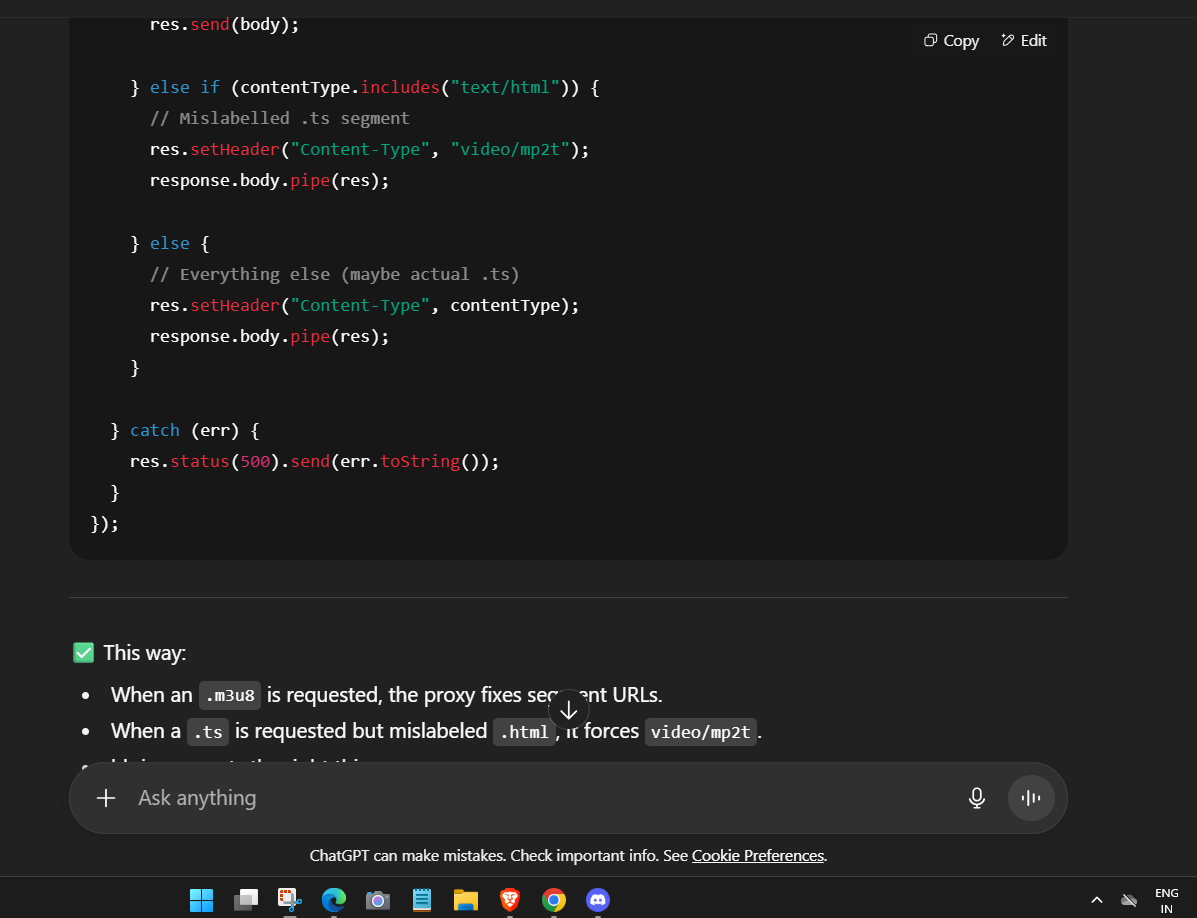 res.send(body);
Copy Edit
} else if (contentType.includes("text/html")) {
// Mislabelled .ts segment
res.setHeader("Content-Type", "video/mp2t");
response.body.pipe(res);
} else {
// Everything else (maybe actual .ts)
res.setHeader("Content-Type", contentType);
response.body.pipe(res);
}
} catch (err) {
res.status(500).send(err.toString());
}
});
This way:
When an .m3u8 is requested, the proxy fixes segment URLs.
When a .ts is requested but mislabeled .html, it forces video/mp2t.
Ask anything
ChatGPT can make mistakes. Check important info. See Cookie Preferences.
ENG
IN